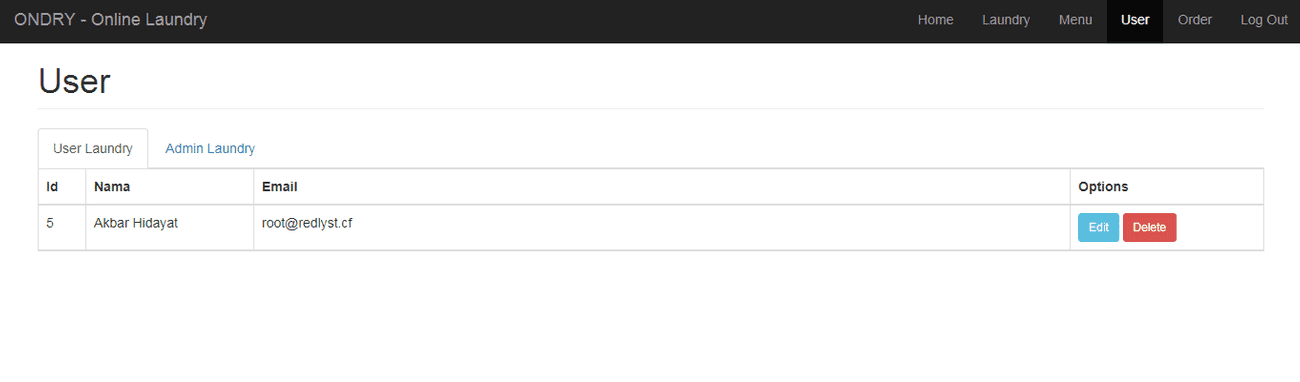 ONDRY - Online Laundry Home Laundry Menu User Order Log Out
User
User Laundry Admin Laundry
Id Nama Email Options
5 Akbar Hidayat root@redlyst.cf Edit Delete